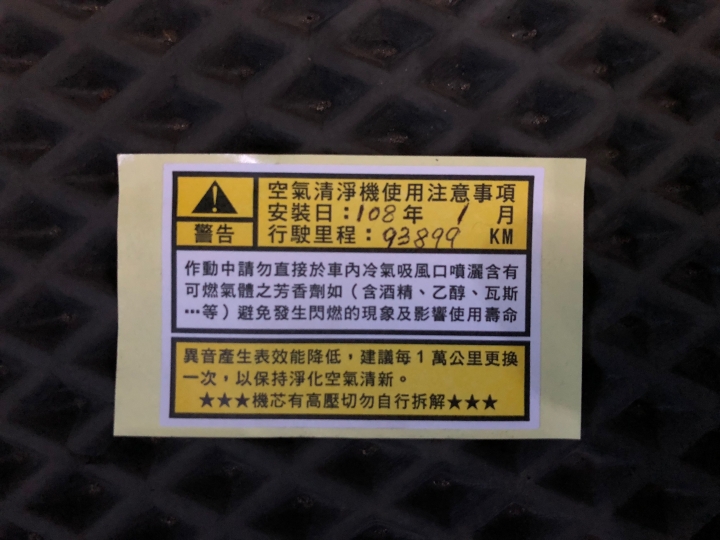 空氣清淨機使用注意事項
安裝日：108年 1 月
警告
行駛里程：93899 KM
作動中請勿直接於車內冷氣吸風口噴灑含有
可燃氣體之芳香劑如（含酒精、乙醇、瓦斯
…等）避免發生閃燃的現象及影響使用壽命
異音產生表效能降低，建議每1萬公里更換
一次，以保持淨化空氣清新。
★★★機芯有高壓切勿自行拆解★★★